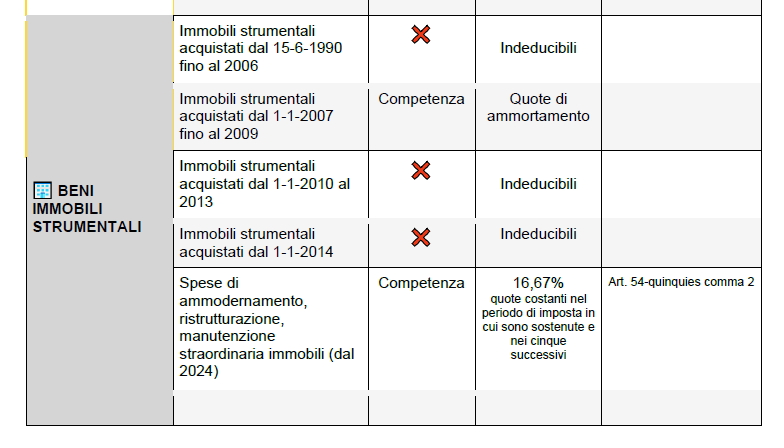 Immobili strumentali
acquistati dal 15-6-1990
fino al 2006
Indeducibili
Immobili strumentali
acquistati dal 1-1-2007
fino al 2009
Competenza
Quote di
ammortamento
Immobili strumentali
acquistati dal 1-1-2010 al
2013
Indeducibili
BENI
IMMOBILI
STRUMENTALI
Immobili strumentali
acquistati dal 1-1-2014
Indeducibili
Spese di
ammodernamento,
ristrutturazione,
manutenzione
straordinaria immobili (dal
2024)
Competenza
16,67%
quote costanti nel
periodo di imposta in
cui sono sostenute e
nei cinque
successivi
Art. 54-quinquies comma 2